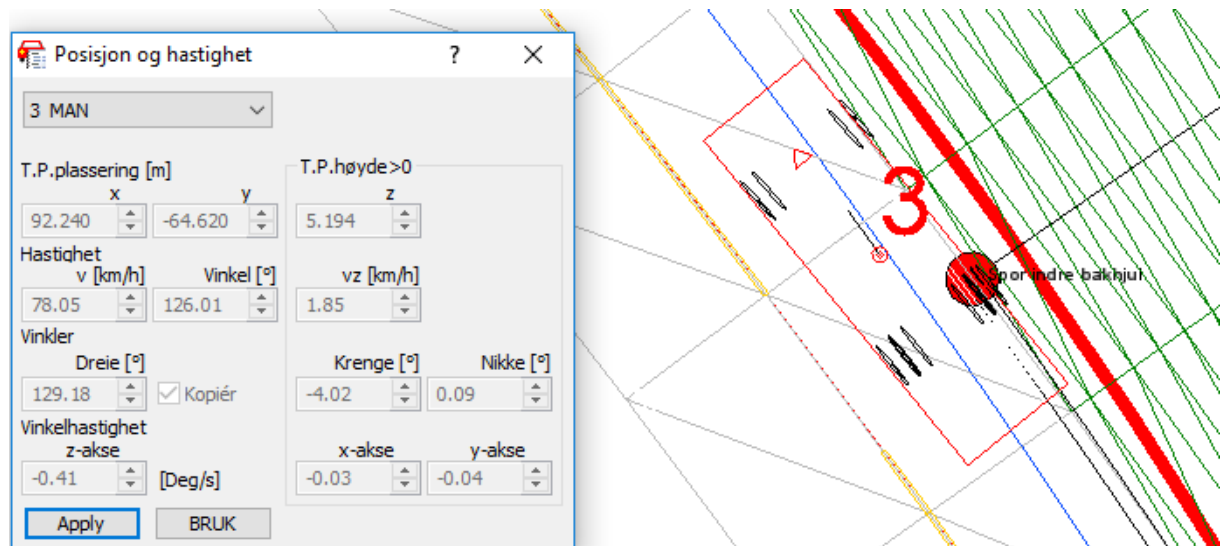 Posisjon og hastighet ?
3 MAN
T.P.plassering [m] T.P.høyde>0
x y z
92.240 -64.620 5.194
Hastighet
v [km/h] Vinkel [°] vz [km/h]
78.05 126.01 1.85
Vinkler
Dreie [°] Krenge [°] Nikke [°]
129.18 Kopiér -4.02 0.09
Vinkelhastighet
z-akse x-akse y-akse
-0.41 [Deg/s] -0.03 -0.04
Apply BRUK
3
Spor indre bakhjul